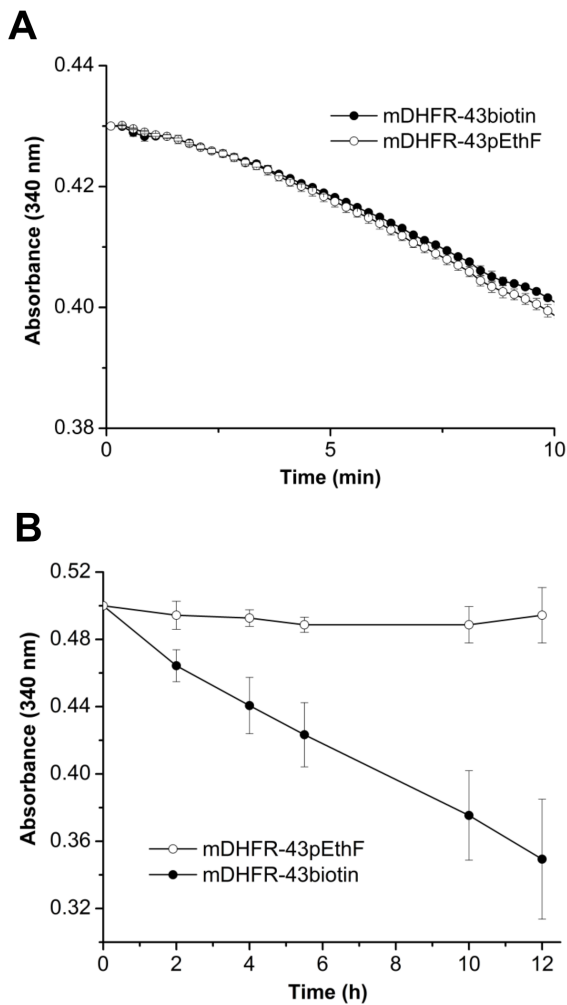 A
0.44
0.42
0.40
0.38
Absorbance (340 nm)
mDHFR-43biotin
mDHFR-43pEthF
0
5
10
Time (min)
B
0.52
0.48
0.44
0.40
0.36
0.32
Absorbance (340 nm)
mDHFR-43pEthF
mDHFR-43biotin
0
2
4
6
8
10
12
Time (h)